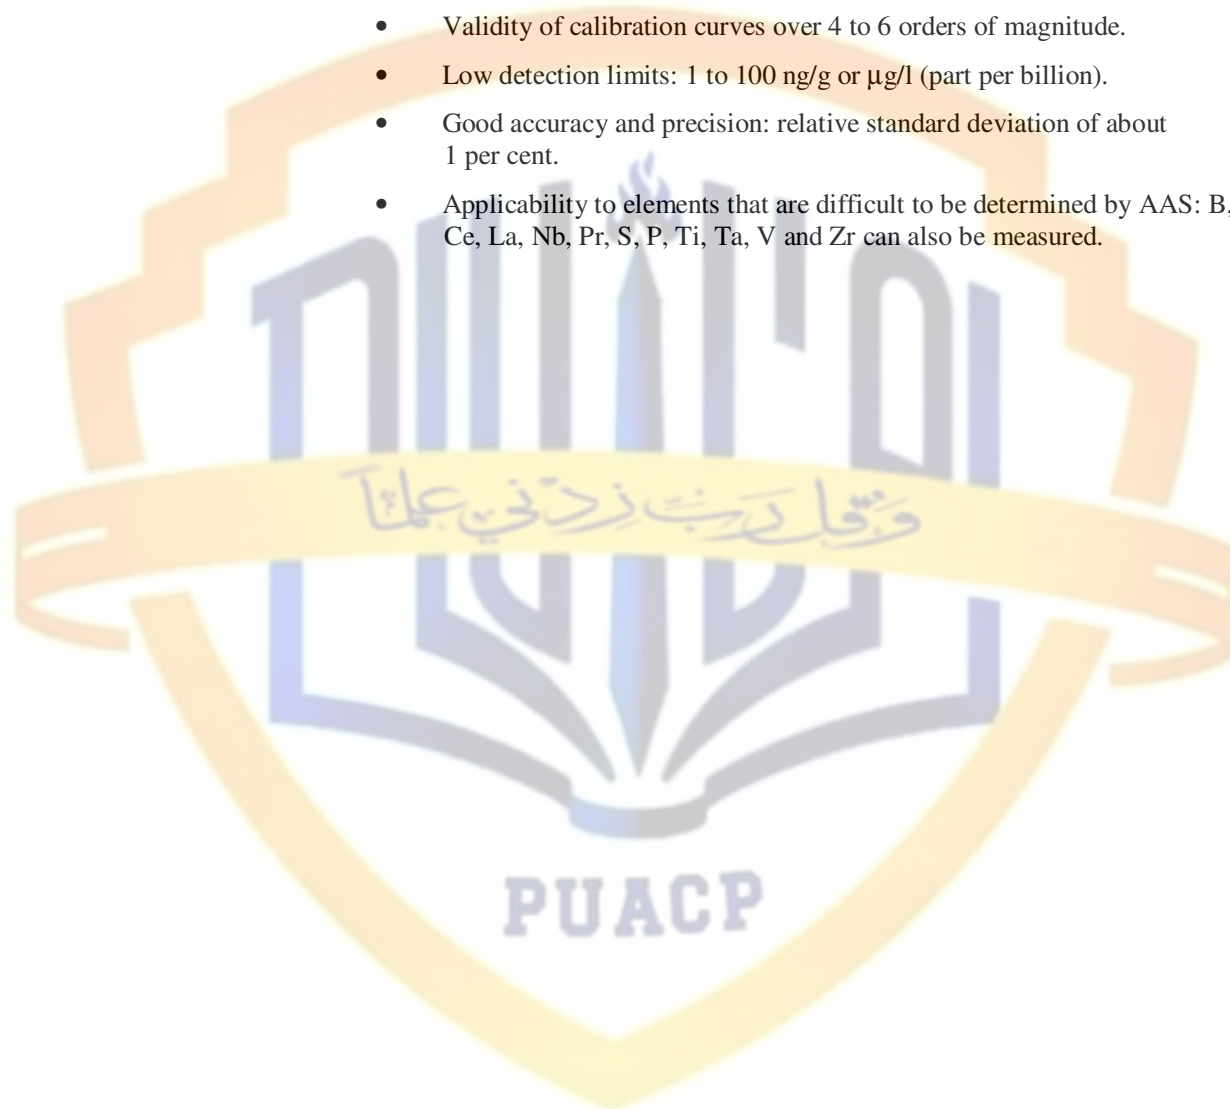 • Validity of calibration curves over 4 to 6 orders of magnitude.
• Low detection limits: 1 to 100 ng/g or μg/l (part per billion).
• Good accuracy and precision: relative standard deviation of about
1 per cent.
• Applicability to elements that are difficult to be determined by AAS: B,
Ce, La, Nb, Pr, S, P, Ti, Ta, V and Zr can also be measured.
وَقُل رَبِّ زِدْنِي عِلْمًا
PUACP